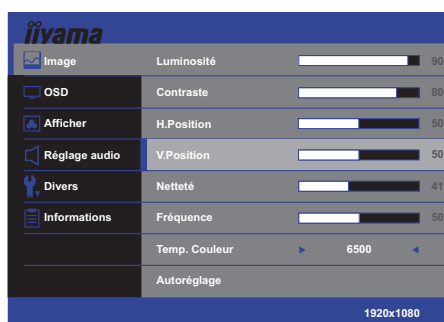 iiyama
Image Luminosité 90
OSD Contraste 80
Afficher H.Position 50
Réglage audio V.Position 50
Divers Netteté 41
Informations Fréquence 50
Temp. Couleur 6500
Autoréglage
1920x1080